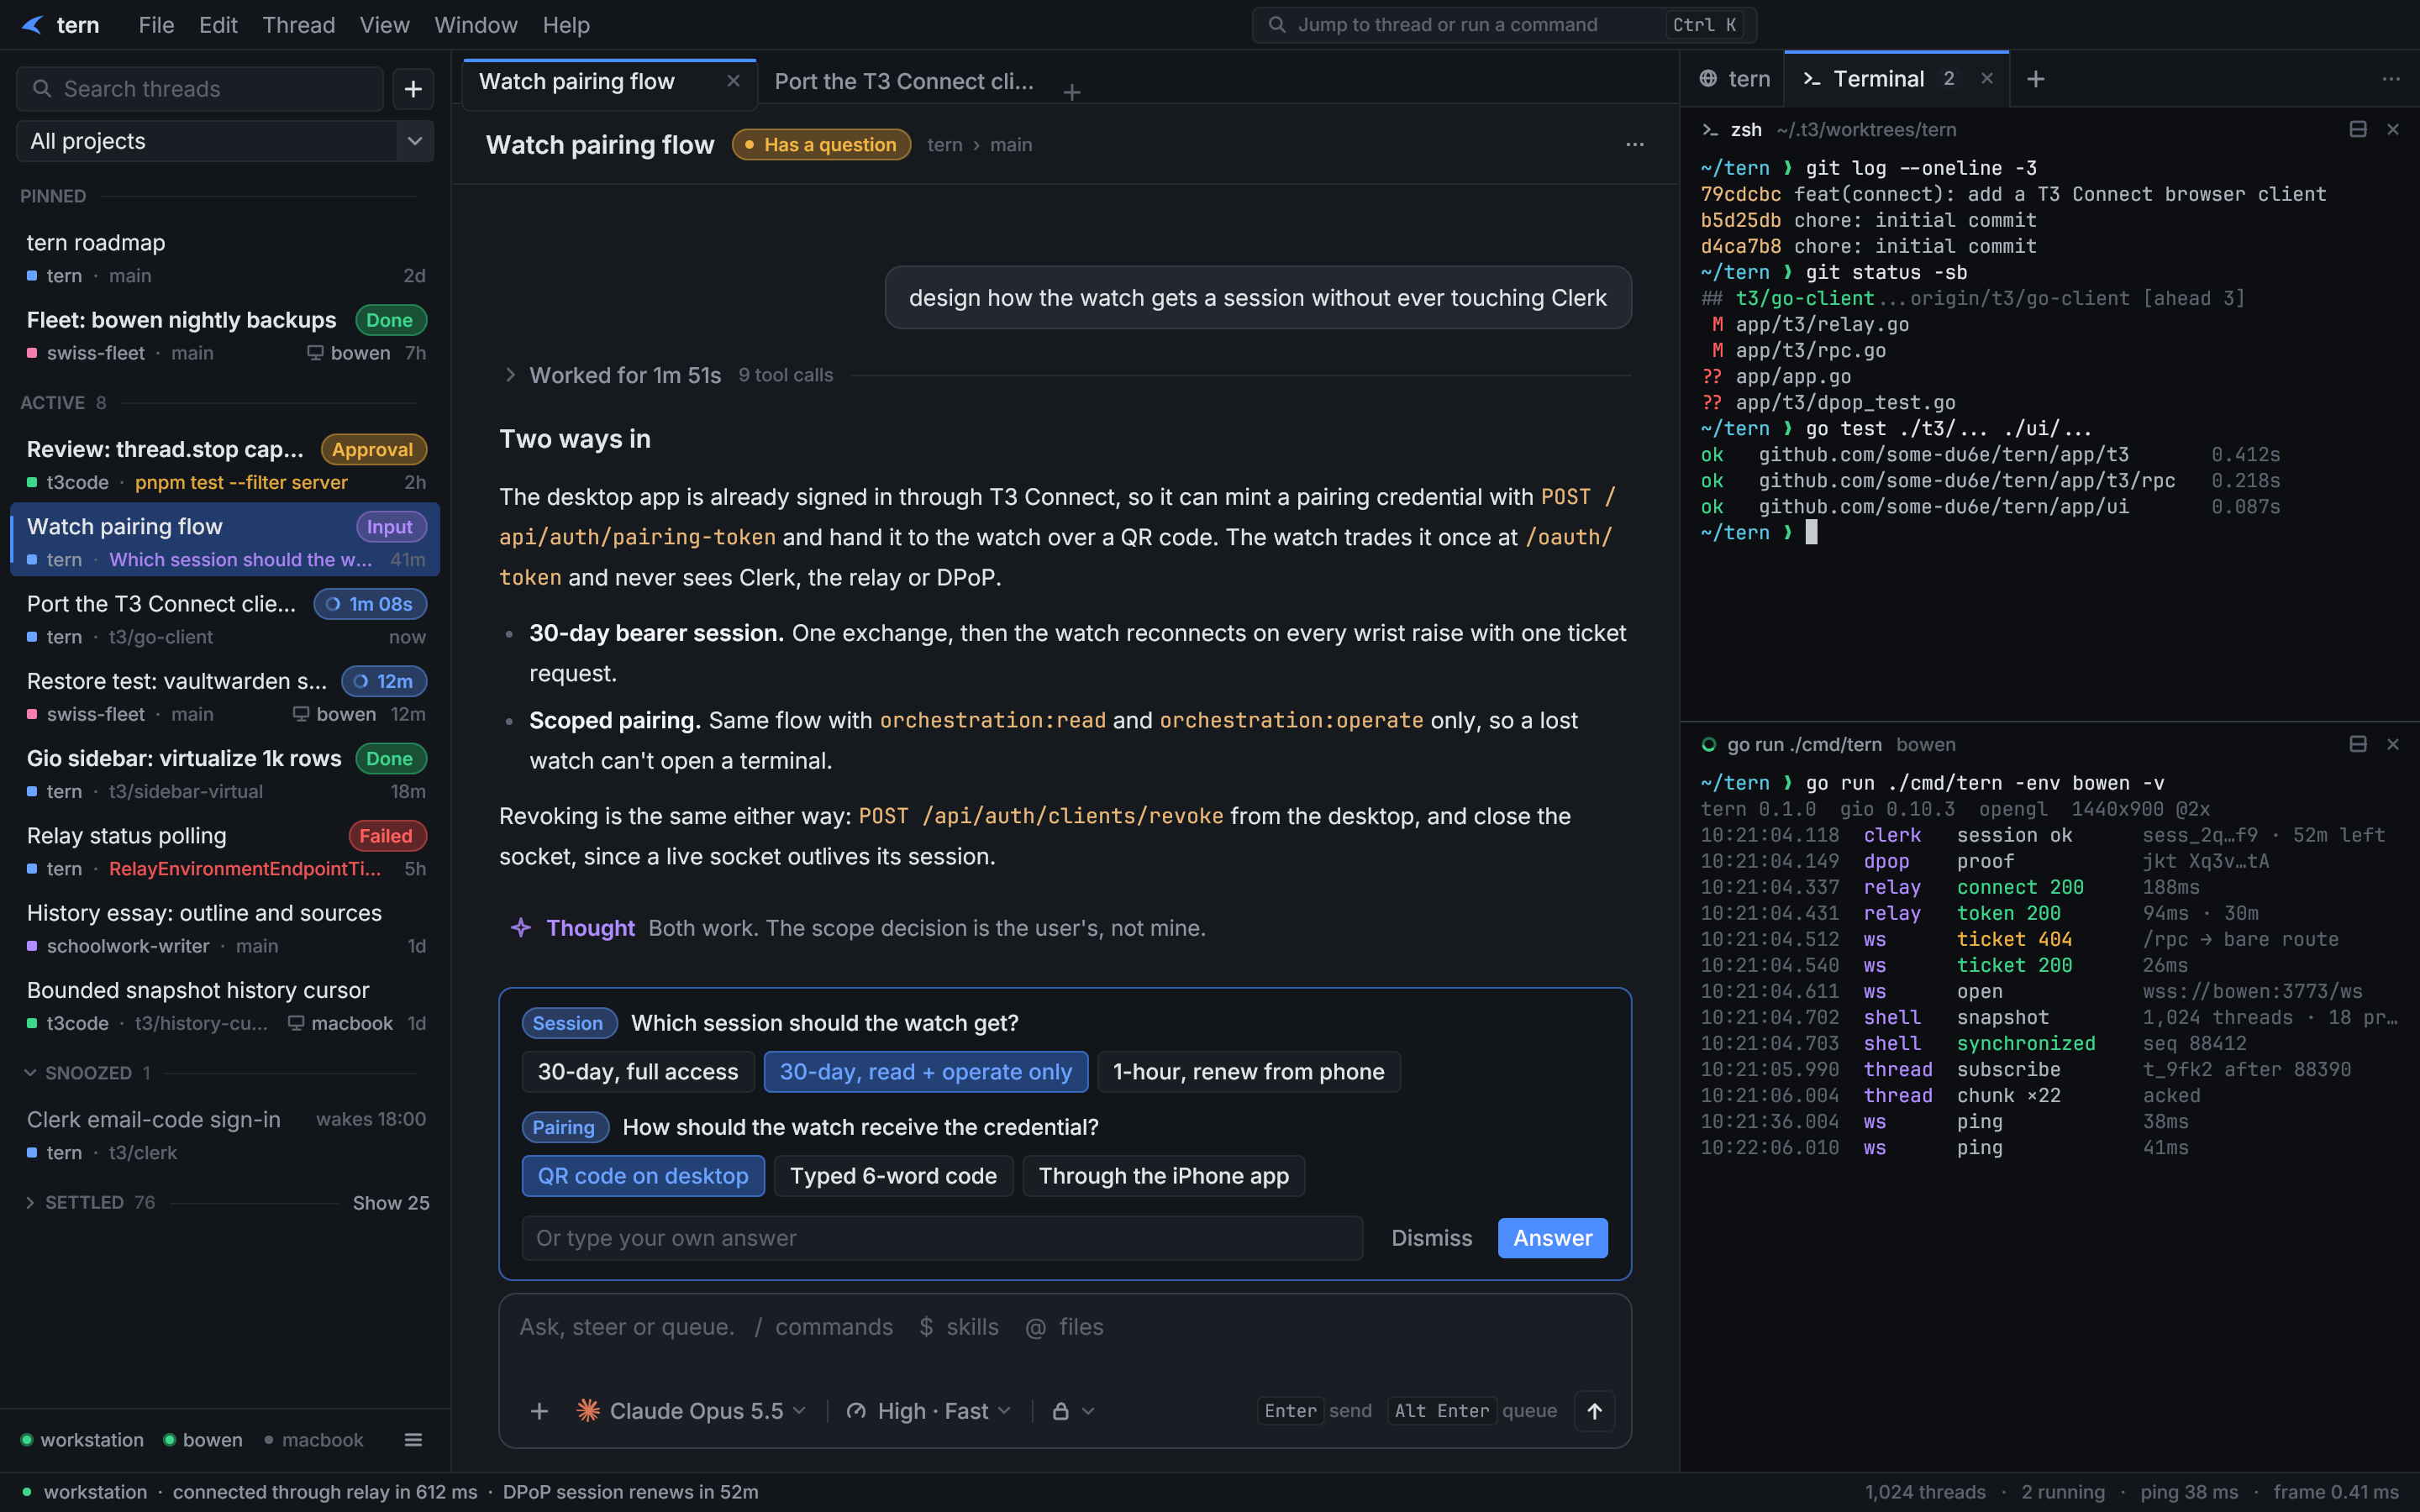 tern File Edit Thread View Window Help
Jump to thread or run a command Ctrl K
Search threads
All projects
PINNED
tern roadmap
tern · main 2d
Fleet: bowen nightly backups Done
swiss-fleet · main bowen 7h
ACTIVE 8
Review: thread.stop cap... Approval
t3code · pnpm test --filter server 2h
Watch pairing flow Input
tern · Which session should the w... 41m
Port the T3 Connect clie... 1m 08s
tern · t3/go-client now
Restore test: vaultwarden s... 12m
swiss-fleet · main bowen 12m
Gio sidebar: virtualize 1k rows Done
tern · t3/sidebar-virtual 18m
Relay status polling Failed
tern · RelayEnvironmentEndpointTi... 5h
History essay: outline and sources
schoolwork-writer · main 1d
Bounded snapshot history cursor
t3code · t3/history-cu... macbook 1d
SNOOZED 1
Clerk email-code sign-in wakes 18:00
tern · t3/clerk
SETTLED 76 Show 25
workstation bowen macbook
Watch pairing flow
Port the T3 Connect cli...
Watch pairing flow Has a question tern › main
design how the watch gets a session without ever touching Clerk
Worked for 1m 51s 9 tool calls
Two ways in
The desktop app is already signed in through T3 Connect, so it can mint a pairing credential with POST /
api/auth/pairing-token and hand it to the watch over a QR code. The watch trades it once at /oauth/
token and never sees Clerk, the relay or DPoP.
• 30-day bearer session. One exchange, then the watch reconnects on every wrist raise with one ticket
request.
• Scoped pairing. Same flow with orchestration:read and orchestration:operate only, so a lost
watch can't open a terminal.
Revoking is the same either way: POST /api/auth/clients/revoke from the desktop, and close the
socket, since a live socket outlives its session.
Thought Both work. The scope decision is the user's, not mine.
Session Which session should the watch get?
30-day, full access 30-day, read + operate only 1-hour, renew from phone
Pairing How should the watch receive the credential?
QR code on desktop Typed 6-word code Through the iPhone app
Or type your own answer Dismiss Answer
Ask, steer or queue. / commands $ skills @ files
Claude Opus 5.5 High · Fast Enter send Alt Enter queue
tern Terminal 2
zsh ~/.t3/worktrees/tern
~/tern ❯ git log --oneline -3
79cdcbc feat(connect): add a T3 Connect browser client
b5d25db chore: initial commit
d4ca7b8 chore: initial commit
~/tern ❯ git status -sb
## t3/go-client...origin/t3/go-client [ahead 3]
M app/t3/relay.go
M app/t3/rpc.go
?? app/app.go
?? app/t3/dpop_test.go
~/tern ❯ go test ./t3/... ./ui/...
ok github.com/some-du6e/tern/app/t3 0.412s
ok github.com/some-du6e/tern/app/t3/rpc 0.218s
ok github.com/some-du6e/tern/app/ui 0.087s
~/tern ❯
go run ./cmd/tern bowen
~/tern ❯ go run ./cmd/tern -env bowen -v
tern 0.1.0 gio 0.10.3 opengl 1440x900 @2x
10:21:04.118 clerk session ok sess_2q…f9 · 52m left
10:21:04.149 dpop proof jkt Xq3v…tA
10:21:04.337 relay connect 200 188ms
10:21:04.431 relay token 200 94ms · 30m
10:21:04.512 ws ticket 404 /rpc → bare route
10:21:04.540 ws ticket 200 26ms
10:21:04.611 ws open wss://bowen:3773/ws
10:21:04.702 shell snapshot 1,024 threads · 18 pr…
10:21:04.703 shell synchronized seq 88412
10:21:05.990 thread subscribe t_9fk2 after 88390
10:21:06.004 thread chunk ×22 acked
10:21:36.004 ws ping 38ms
10:22:06.010 ws ping 41ms
workstation · connected through relay in 612 ms · DPoP session renews in 52m
1,024 threads · 2 running · ping 38 ms · frame 0.41 ms